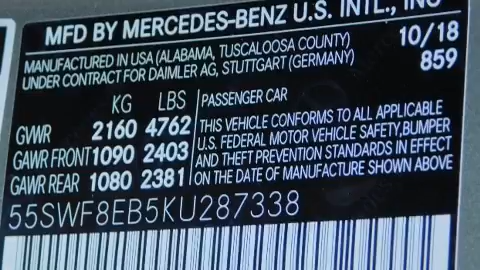 MFD BY MERCEDES-BENZ U.S. INTL., INC
MANUFACTURED IN USA (ALABAMA, TUSCALOOSA COUNTY) 10/18
UNDER CONTRACT FOR DAIMLER AG, STUTTGART (GERMANY) 859
KG LBS PASSENGER CAR
GVWR 2160 4762 THIS VEHICLE CONFORMS TO ALL APPLICABLE
GAWR FRONT 1090 2403 U.S. FEDERAL MOTOR VEHICLE SAFETY, BUMPER
AND THEFT PREVENTION STANDARDS IN EFFECT
GAWR REAR 1080 2381 ON THE DATE OF MANUFACTURE SHOWN ABOVE
55SWF8EB5KU287338